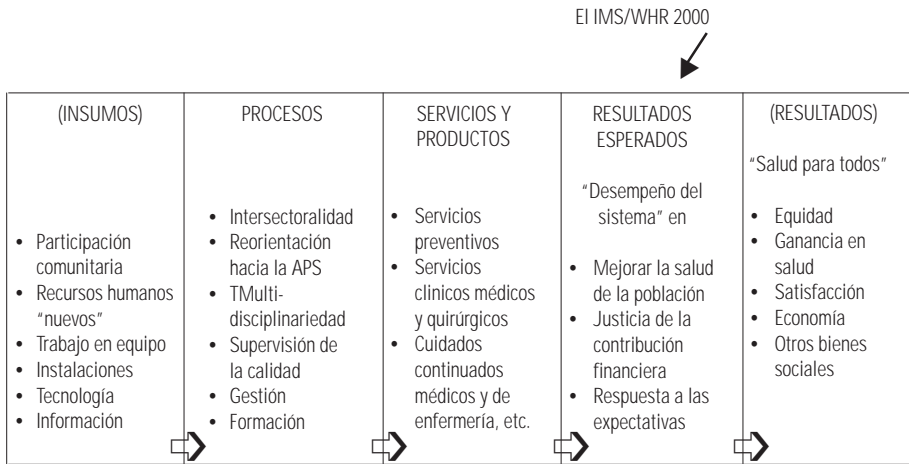 El IMS/WHR 2000
(INSUMOS)
• Participación
comunitaria
• Recursos humanos
"nuevos"
• Trabajo en equipo
• Instalaciones
• Tecnología
• Información
PROCESOS
• Intersectoralidad
• Reorientación
hacia la APS
• TMulti-
disciplinariedad
• Supervisión de
la calidad
• Gestión
• Formación
SERVICIOS Y
PRODUCTOS
• Servicios
preventivos
• Servicios
clinicos médicos
y quirúrgicos
• Cuidados
continuados
médicos y de
enfermería, etc.
RESULTADOS
ESPERADOS
"Desempeño del
sistema" en
• Mejorar la salud
de la población
• Justicia de la
contribución
financiera
• Respuesta a las
expectativas
(RESULTADOS)
"Salud para todos"
• Equidad
• Ganancia en
salud
• Satisfacción
• Economía
• Otros bienes
sociales